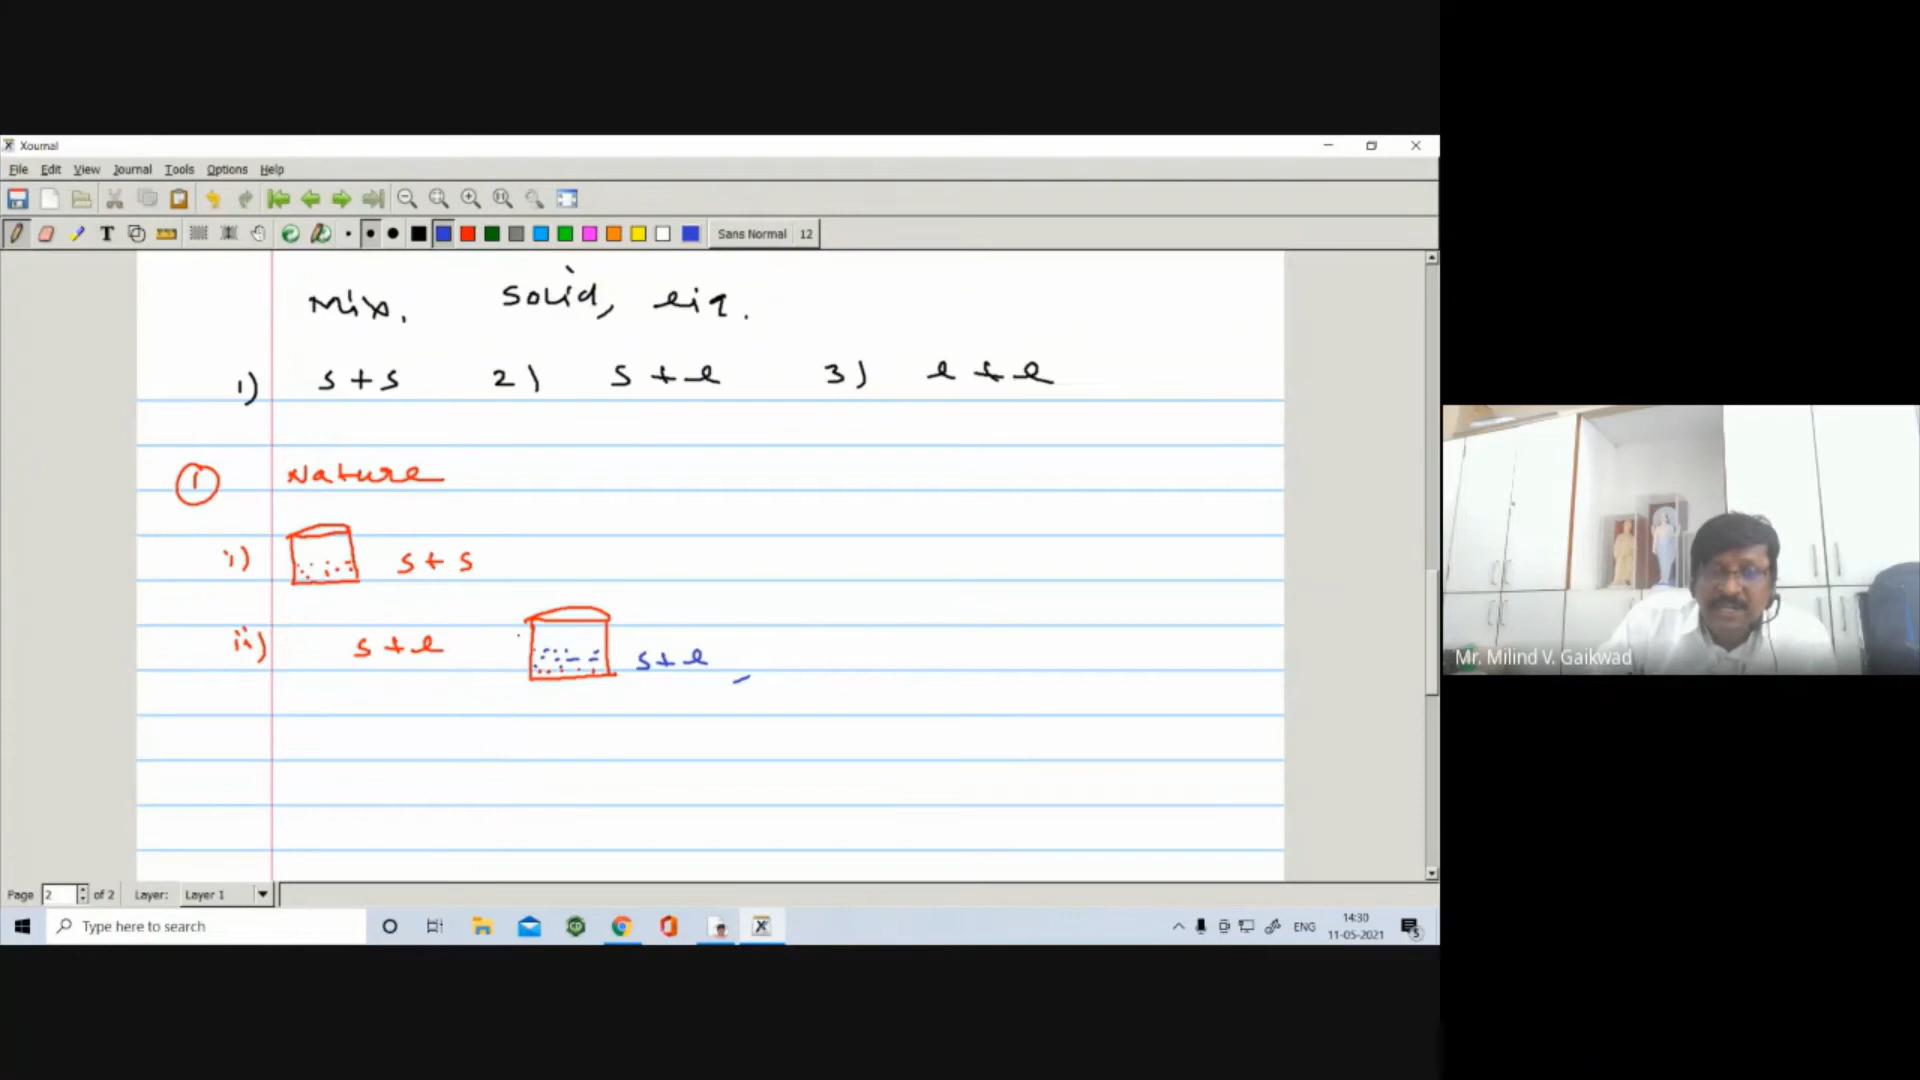 Xournal
File Edit View Journal Tools Options Help
Sans Normal 12
Mix. Solid, liq.
1) s + s 2) s + l 3) l + l
1 Nature
i) s + s
ii) s + l s + l
Mr. Milind V. Gaikwad
Page 2 of 2 Layer: Layer 1
Type here to search
ENG
14:30
11-05-2021
5